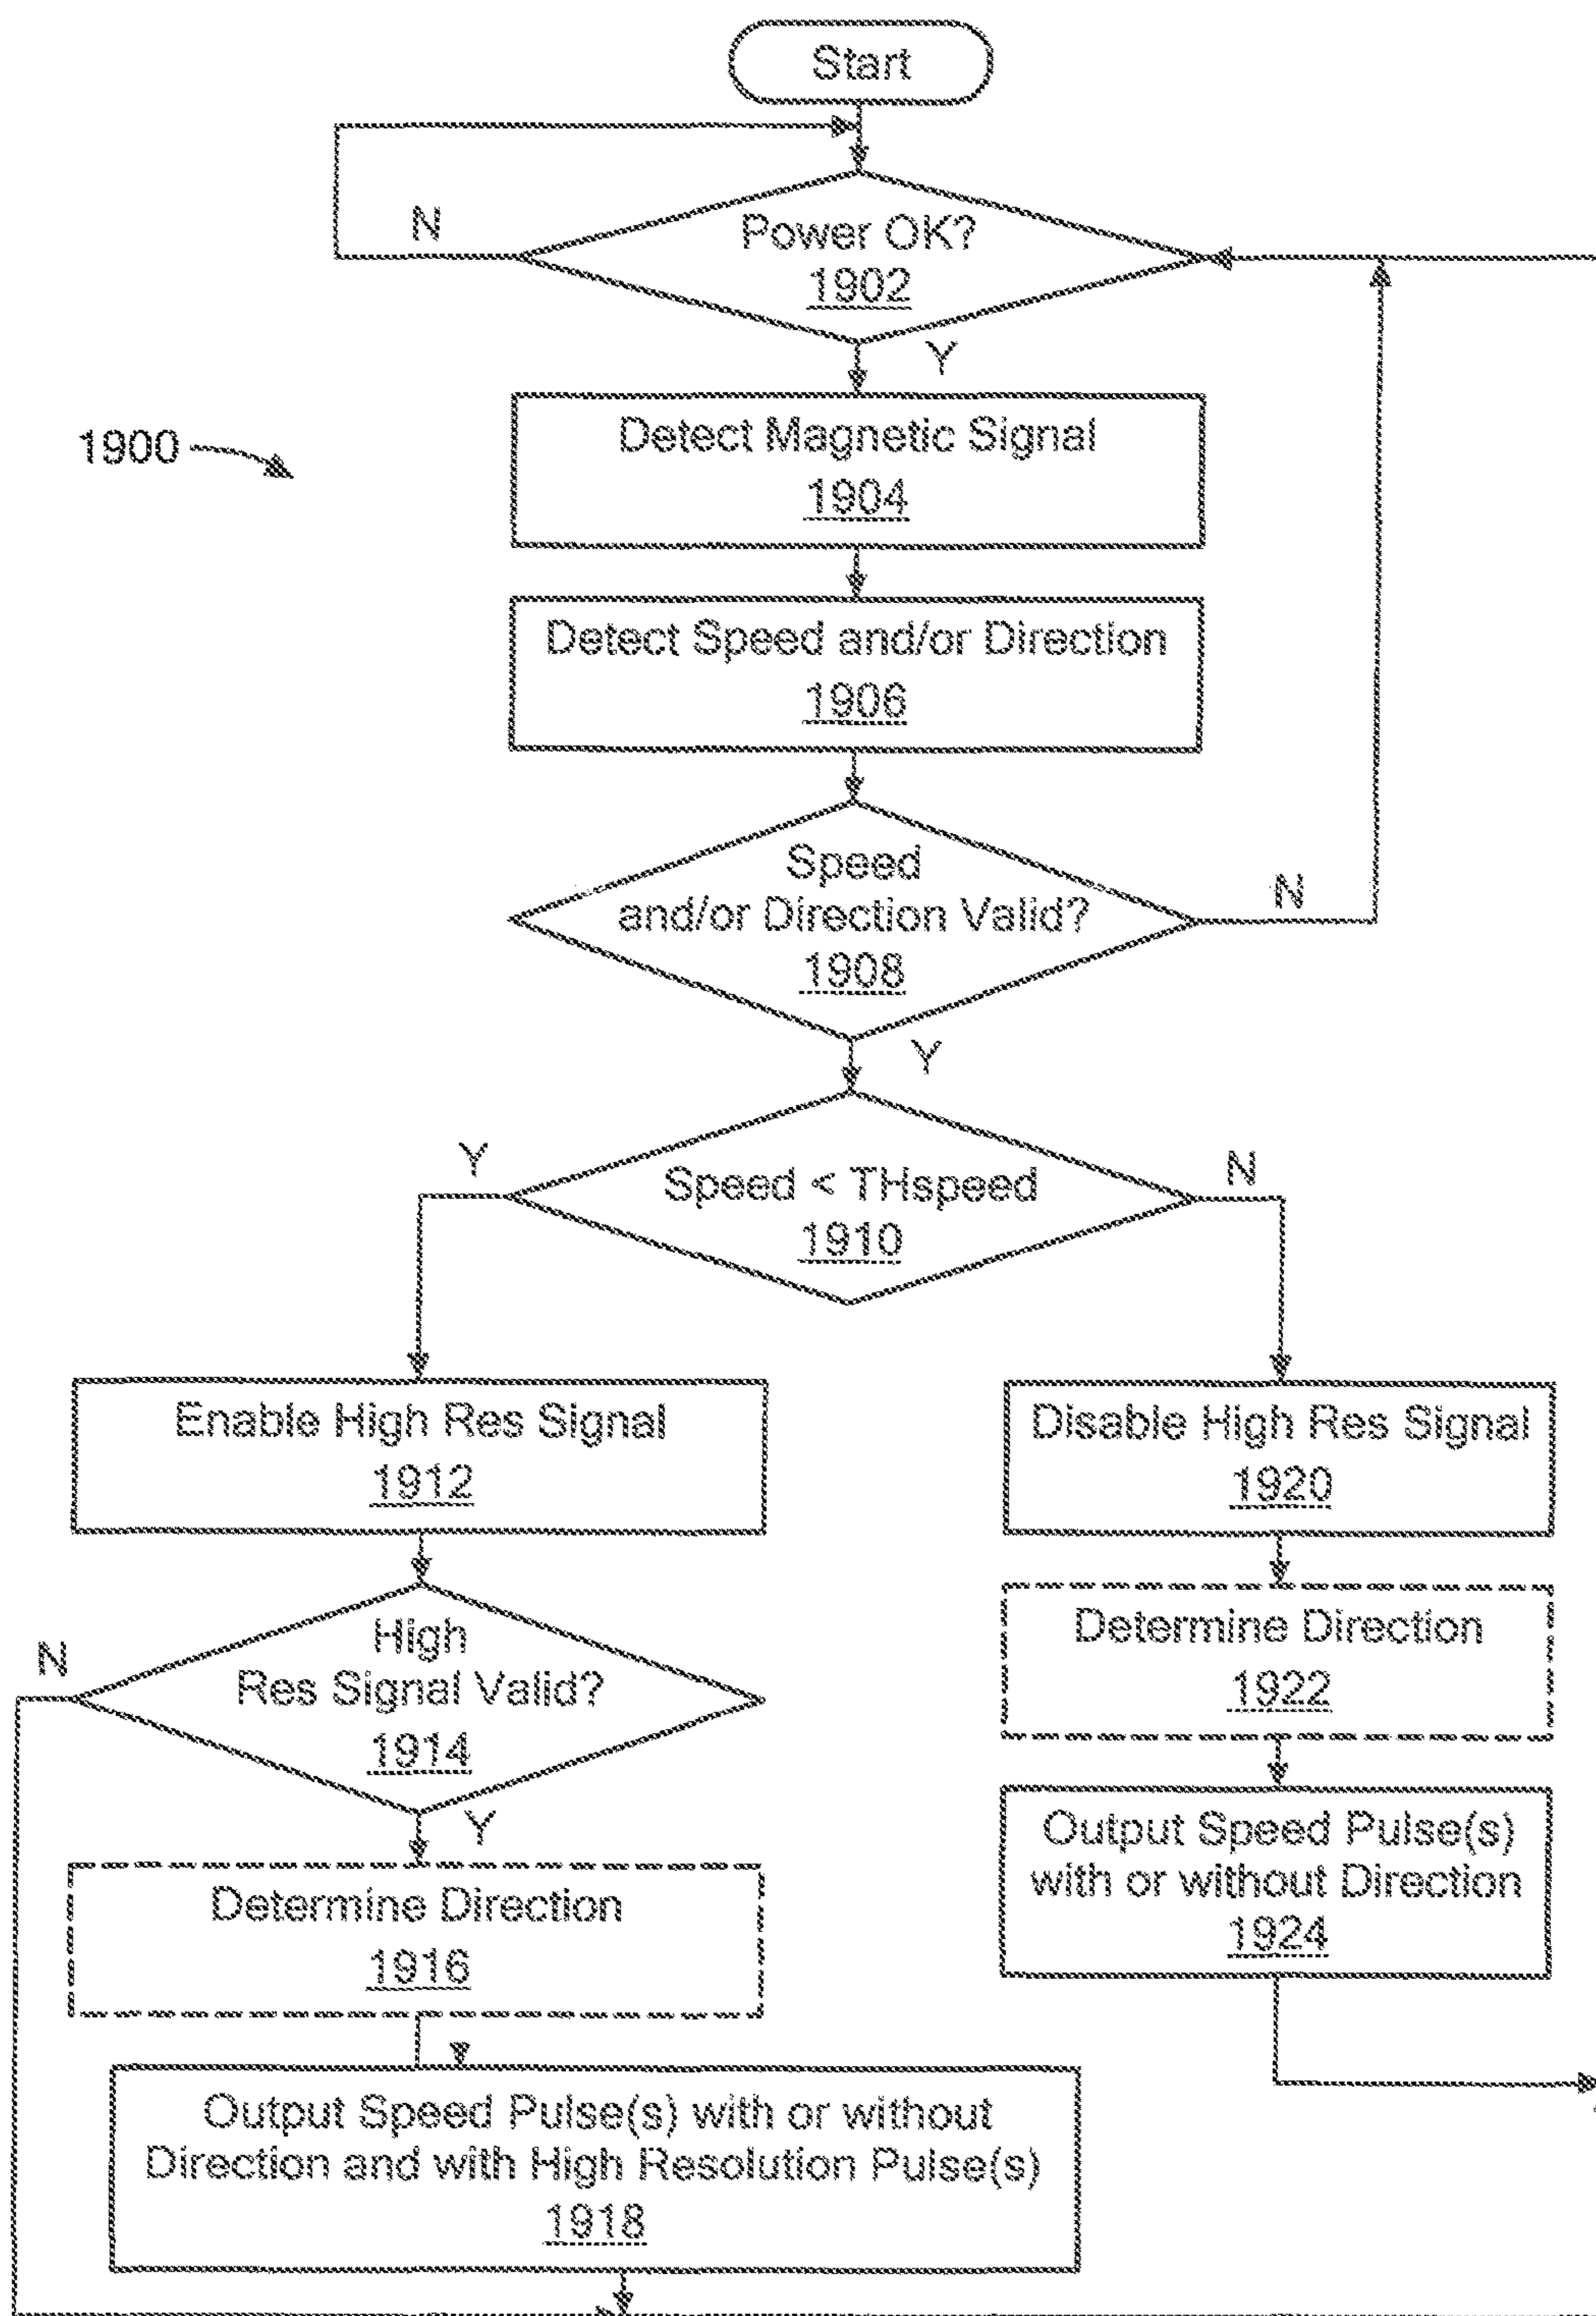 Start
N
Power OK?
1902
Y
1900
Detect Magnetic Signal
1904
Detect Speed and/or Direction
1906
Speed
and/or Direction Valid?
1908
N
Y
Y
Speed < THspeed
1910
N
Enable High Res Signal
1912
Disable High Res Signal
1920
N
High
Res Signal Valid?
1914
Y
Determine Direction
1922
Determine Direction
1916
Output Speed Pulse(s)
with or without Direction
1924
Output Speed Pulse(s) with or without
Direction and with High Resolution Pulse(s)
1918